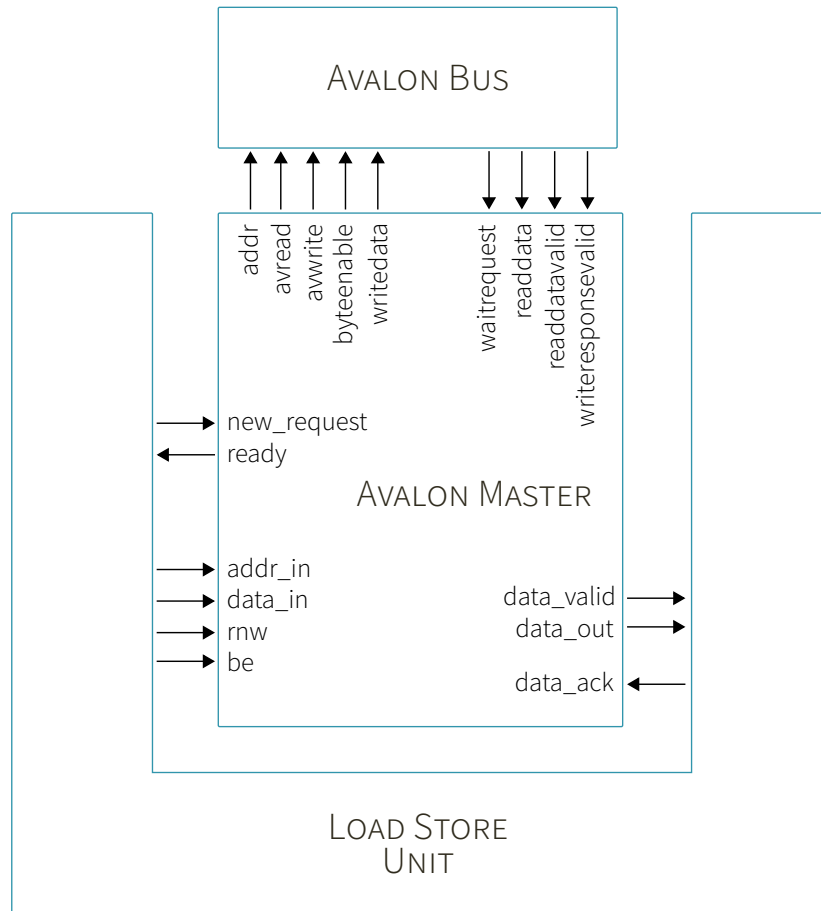 AVALON BUS
addr
avread
avwrite
byteenable
writedata
waitrequest
readdata
readdatavalid
writeresponsevalid
new_request
ready
AVALON MASTER
addr_in
data_in
rnw
be
data_valid
data_out
data_ack
LOAD STORE
UNIT